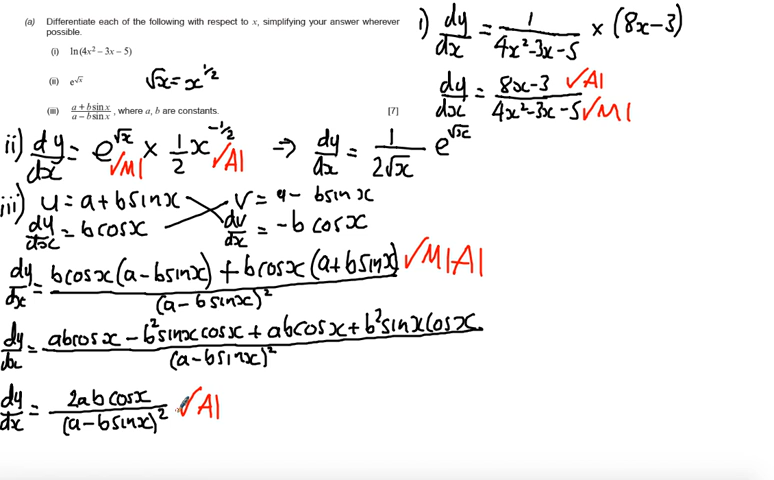 (a) Differentiate each of the following with respect to x, simplifying your answer wherever possible.
(i) ln(4x² − 3x − 5)
(ii) e^√x √x = x^1/2
(iii) (a + b sin x)/(a − b sin x), where a, b are constants. [7]
i) dy/dx = 1/(4x²-3x-5) × (8x-3)
dy/dx = (8x-3)/(4x²-3x-5) ✓A1 ✓M1
ii) dy/dx = e^√x × 1/2 x^-1/2 ⇒ dy/dx = 1/(2√x) e^√x
✓M1 ✓A1
iii) u = a + b sin x v = a - b sin x
du/dx = b cos x dv/dx = -b cos x
dy/dx = (b cos x (a - b sin x) + b cos x (a + b sin x))/(a - b sin x)² ✓M1A1
dy/dx = (ab cos x - b² sin x cos x + ab cos x + b² sin x cos x)/(a - b sin x)²
dy/dx = 2ab cos x/(a - b sin x)² ✓A1